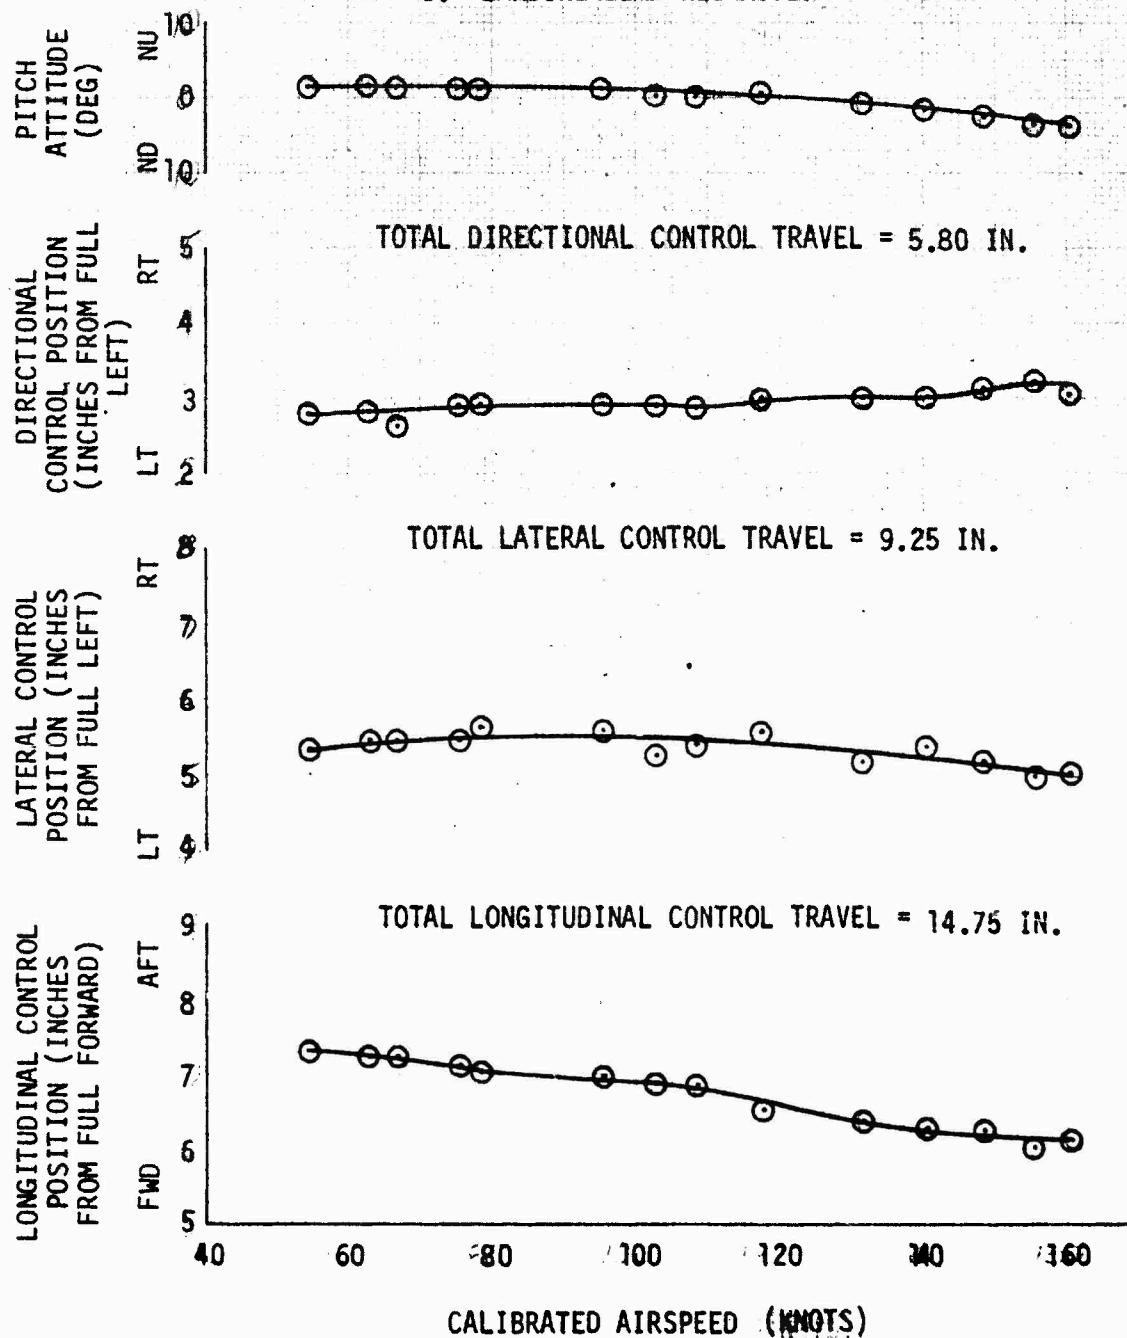 10
NU
0
ND
10
PITCH
ATTITUDE
(DEG)
TOTAL DIRECTIONAL CONTROL TRAVEL = 5.80 IN.
5
RT
4
3
LT
2
DIRECTIONAL
CONTROL POSITION
(INCHES FROM FULL
LEFT)
TOTAL LATERAL CONTROL TRAVEL = 9.25 IN.
8
RT
7
6
5
LT
4
LATERAL CONTROL
POSITION (INCHES
FROM FULL LEFT)
TOTAL LONGITUDINAL CONTROL TRAVEL = 14.75 IN.
9
AFT
8
7
6
FWD
5
LONGITUDINAL CONTROL
POSITION (INCHES
FROM FULL FORWARD)
40 60 80 100 120 140 160
CALIBRATED AIRSPEED (KNOTS)